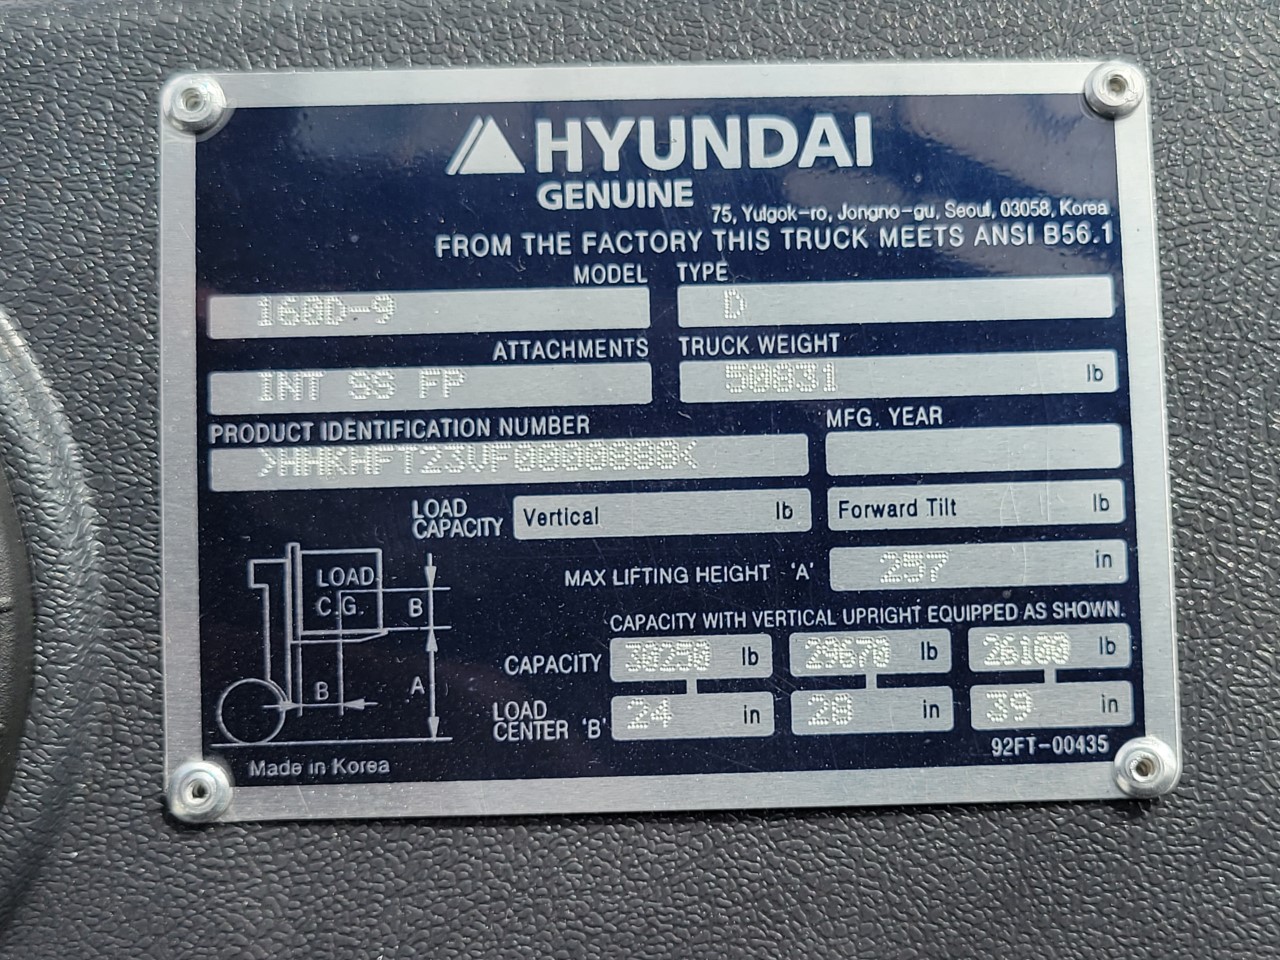 HYUNDAI
GENUINE
75, Yulgok-ro, Jongno-gu, Seoul, 03058, Korea
FROM THE FACTORY THIS TRUCK MEETS ANSI B56.1
MODEL TYPE
160D-9 D
ATTACHMENTS TRUCK WEIGHT
INT SS FP 50831 lb
PRODUCT IDENTIFICATION NUMBER MFG. YEAR
>HHKHFT23VF0000888<
LOAD CAPACITY Vertical lb Forward Tilt lb
MAX LIFTING HEIGHT 'A' 257 in
CAPACITY WITH VERTICAL UPRIGHT EQUIPPED AS SHOWN.
CAPACITY 30250 lb 29670 lb 26100 lb
LOAD CENTER 'B' 24 in 28 in 39 in
LOAD
C.G.
B
B
A
92FT-00435
Made in Korea